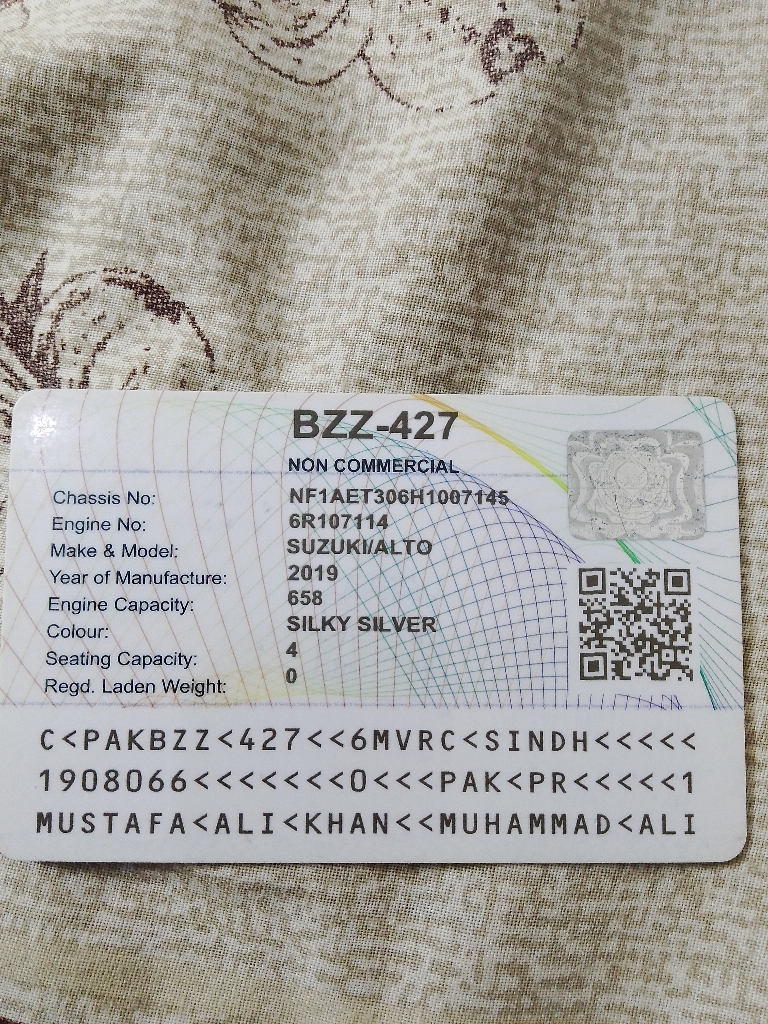 BZZ-427
NON COMMERCIAL
Chassis No: NF1AET306H1007145
Engine No: 6R107114
Make & Model: SUZUKI/ALTO
Year of Manufacture: 2019
Engine Capacity: 658
Colour: SILKY SILVER
Seating Capacity: 4
Regd. Laden Weight: 0
C<PAKBZZ<427<<6MVRC<SINDH<<<<<
1908066<<<<<<<0<<<PAK<PR<<<<<1
MUSTAFA<ALI<KHAN<<MUHAMMAD<ALI